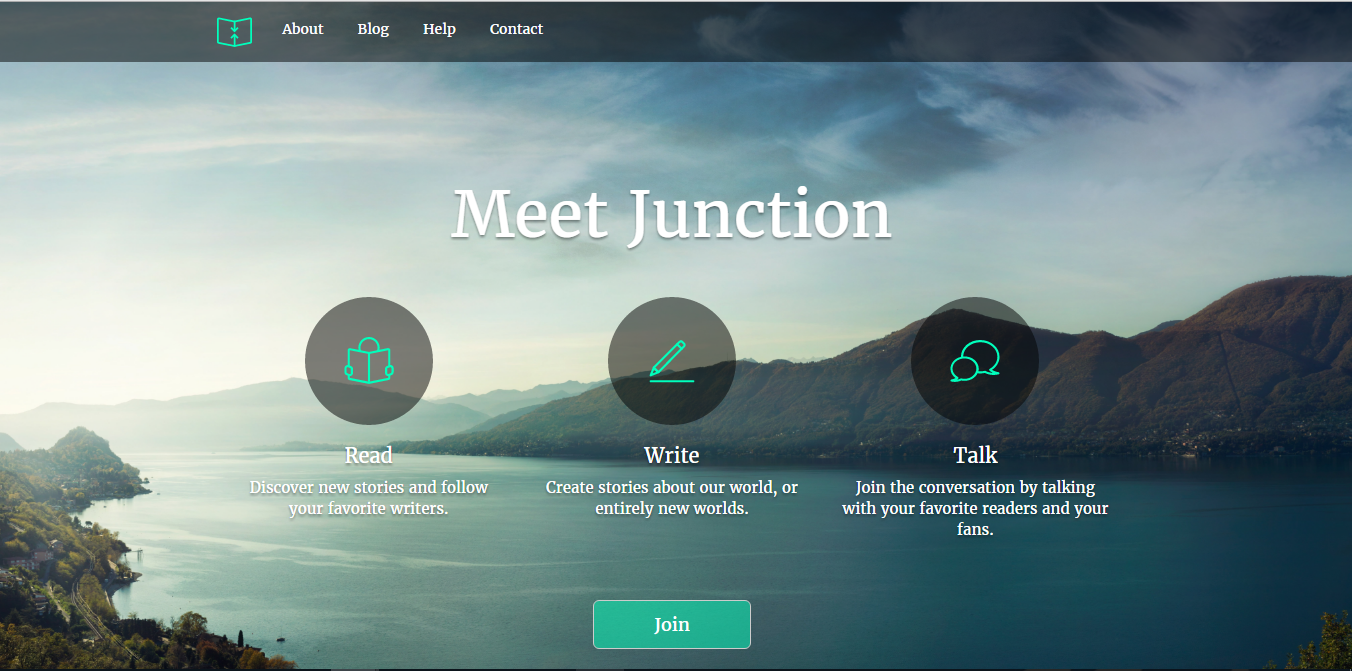 About Blog Help Contact
Meet Junction
Read
Discover new stories and follow
your favorite writers.
Write
Create stories about our world, or
entirely new worlds.
Talk
Join the conversation by talking
with your favorite readers and your
fans.
Join